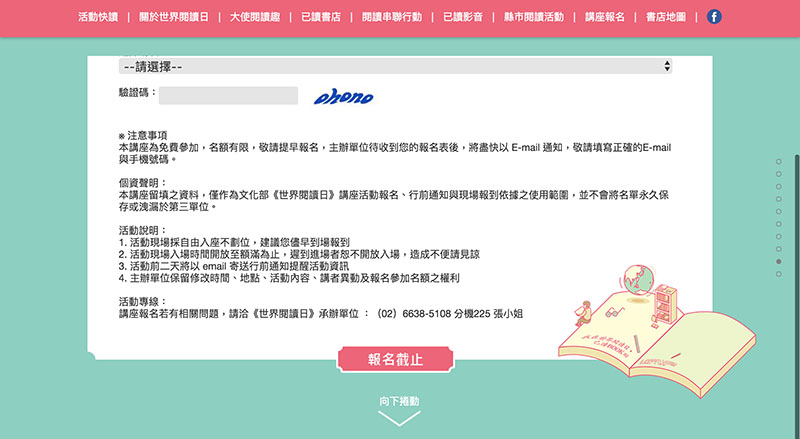 活動快讀 | 關於世界閱讀日 | 大使閱讀趣 | 已讀書店 | 閱讀串聯行動 | 已讀影音 | 縣市閱讀活動 | 講座報名 | 書店地圖 | f
--請選擇--
驗證碼：
ohono
※ 注意事項
本講座為免費參加，名額有限，敬請提早報名，主辦單位待收到您的報名表後，將盡快以 E-mail 通知，敬請填寫正確的E-mail
與手機號碼。
個資聲明：
本講座留填之資料，僅作為文化部《世界閱讀日》講座活動報名、行前通知與現場報到依據之使用範圍，並不會將名單永久保
存或洩漏於第三單位。
活動說明：
1. 活動現場採自由入座不劃位，建議您儘早到場報到
2. 活動現場入場時間開放至額滿為止，遲到進場者恕不開放入場，造成不便請見諒
3. 活動前二天將以 email 寄送行前通知提醒活動資訊
4. 主辦單位保留修改時間、地點、活動內容、講者異動及報名參加名額之權利
活動專線：
講座報名若有相關問題，請洽《世界閱讀日》承辦單位 ：（02）6638-5108 分機225 張小姐
報名截止
向下捲動